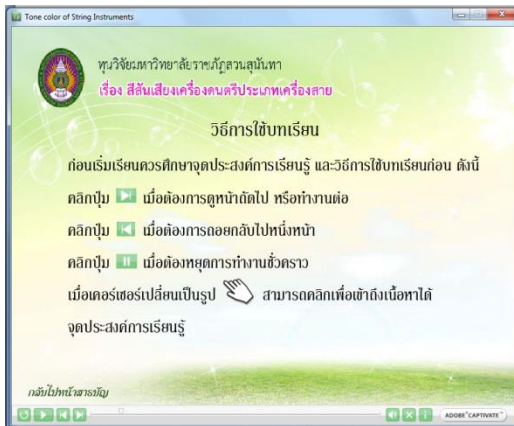 Tone color of String Instruments
ทุนวิจัยมหาวิทยาลัยราชภัฏสวนสุนันทา
เรื่อง สีสันเสียงเครื่องดนตรีประเภทเครื่องสาย
วิธีการใช้บทเรียน
ก่อนเริ่มเรียนควรศึกษาจุดประสงค์การเรียนรู้ และวิธีการใช้บทเรียนก่อน ดังนี้
คลิกปุ่ม เมื่อต้องการดูหน้าถัดไป หรือทำงานต่อ
คลิกปุ่ม เมื่อต้องการถอยกลับไปหนึ่งหน้า
คลิกปุ่ม เมื่อต้องหยุดการทำงานชั่วคราว
เมื่อเคอร์เซอร์เปลี่ยนเป็นรูป สามารถคลิกเพื่อเข้าถึงเนื้อหาได้
จุดประสงค์การเรียนรู้
กลับไปหน้าสารบัญ
ADOBE CAPTIVATE™